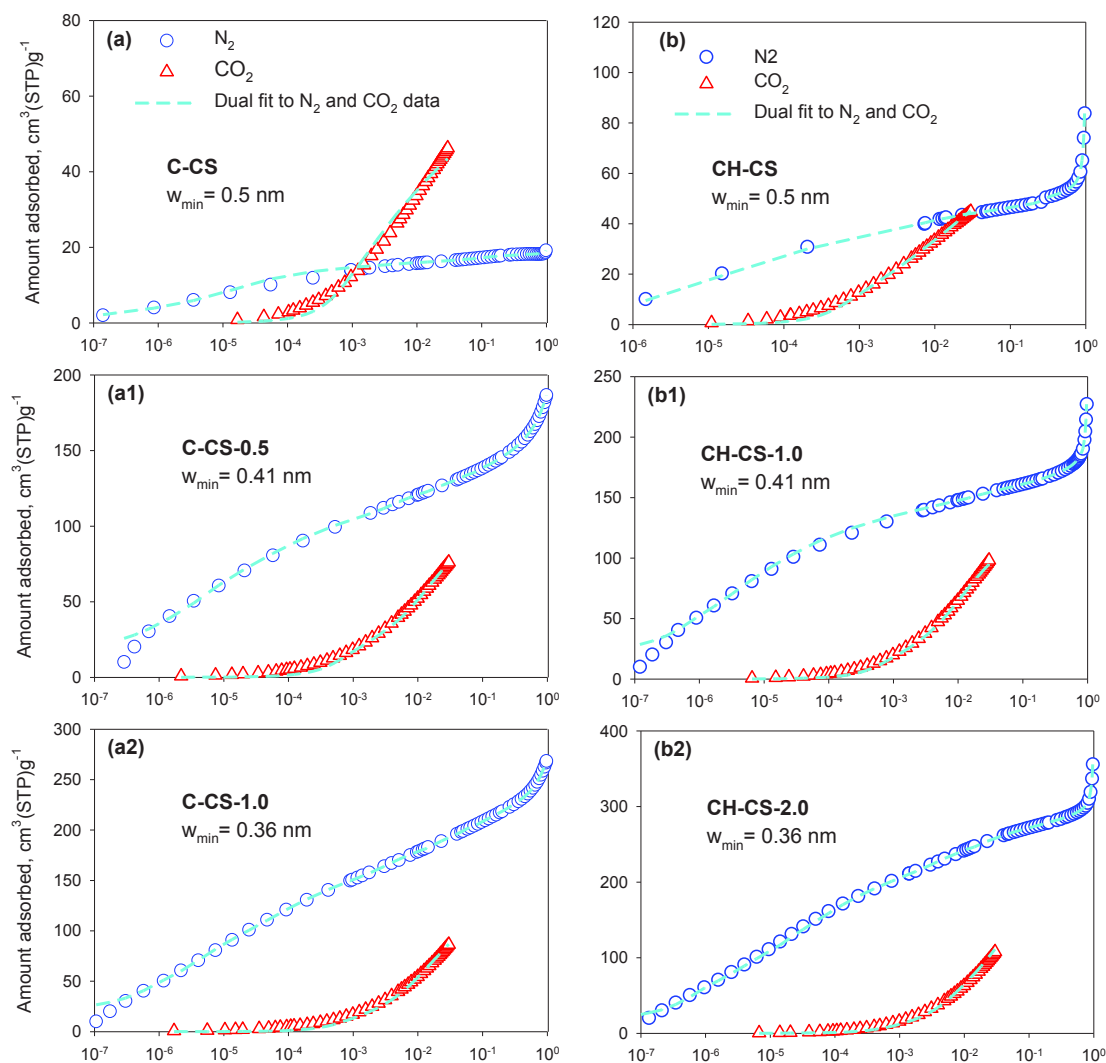 (a)
N₂
CO₂
Dual fit to N₂ and CO₂ data
C-CS
w_min= 0.5 nm
Amount adsorbed, cm³(STP)g⁻¹
80
60
40
20
0
10⁻⁷ 10⁻⁶ 10⁻⁵ 10⁻⁴ 10⁻³ 10⁻² 10⁻¹ 10⁰
(b)
N2
CO₂
Dual fit to N₂ and CO₂
CH-CS
w_min= 0.5 nm
120
100
80
60
40
20
0
10⁻⁶ 10⁻⁵ 10⁻⁴ 10⁻³ 10⁻² 10⁻¹ 10⁰
(a1)
C-CS-0.5
w_min= 0.41 nm
Amount adsorbed, cm³(STP)g⁻¹
200
150
100
50
0
10⁻⁷ 10⁻⁶ 10⁻⁵ 10⁻⁴ 10⁻³ 10⁻² 10⁻¹ 10⁰
(b1)
CH-CS-1.0
w_min= 0.41 nm
250
200
150
100
50
0
10⁻⁷ 10⁻⁶ 10⁻⁵ 10⁻⁴ 10⁻³ 10⁻² 10⁻¹ 10⁰
(a2)
C-CS-1.0
w_min= 0.36 nm
Amount adsorbed, cm³(STP)g⁻¹
300
250
200
150
100
50
0
10⁻⁷ 10⁻⁶ 10⁻⁵ 10⁻⁴ 10⁻³ 10⁻² 10⁻¹ 10⁰
(b2)
CH-CS-2.0
w_min= 0.36 nm
400
300
200
100
0
10⁻⁷ 10⁻⁶ 10⁻⁵ 10⁻⁴ 10⁻³ 10⁻² 10⁻¹ 10⁰